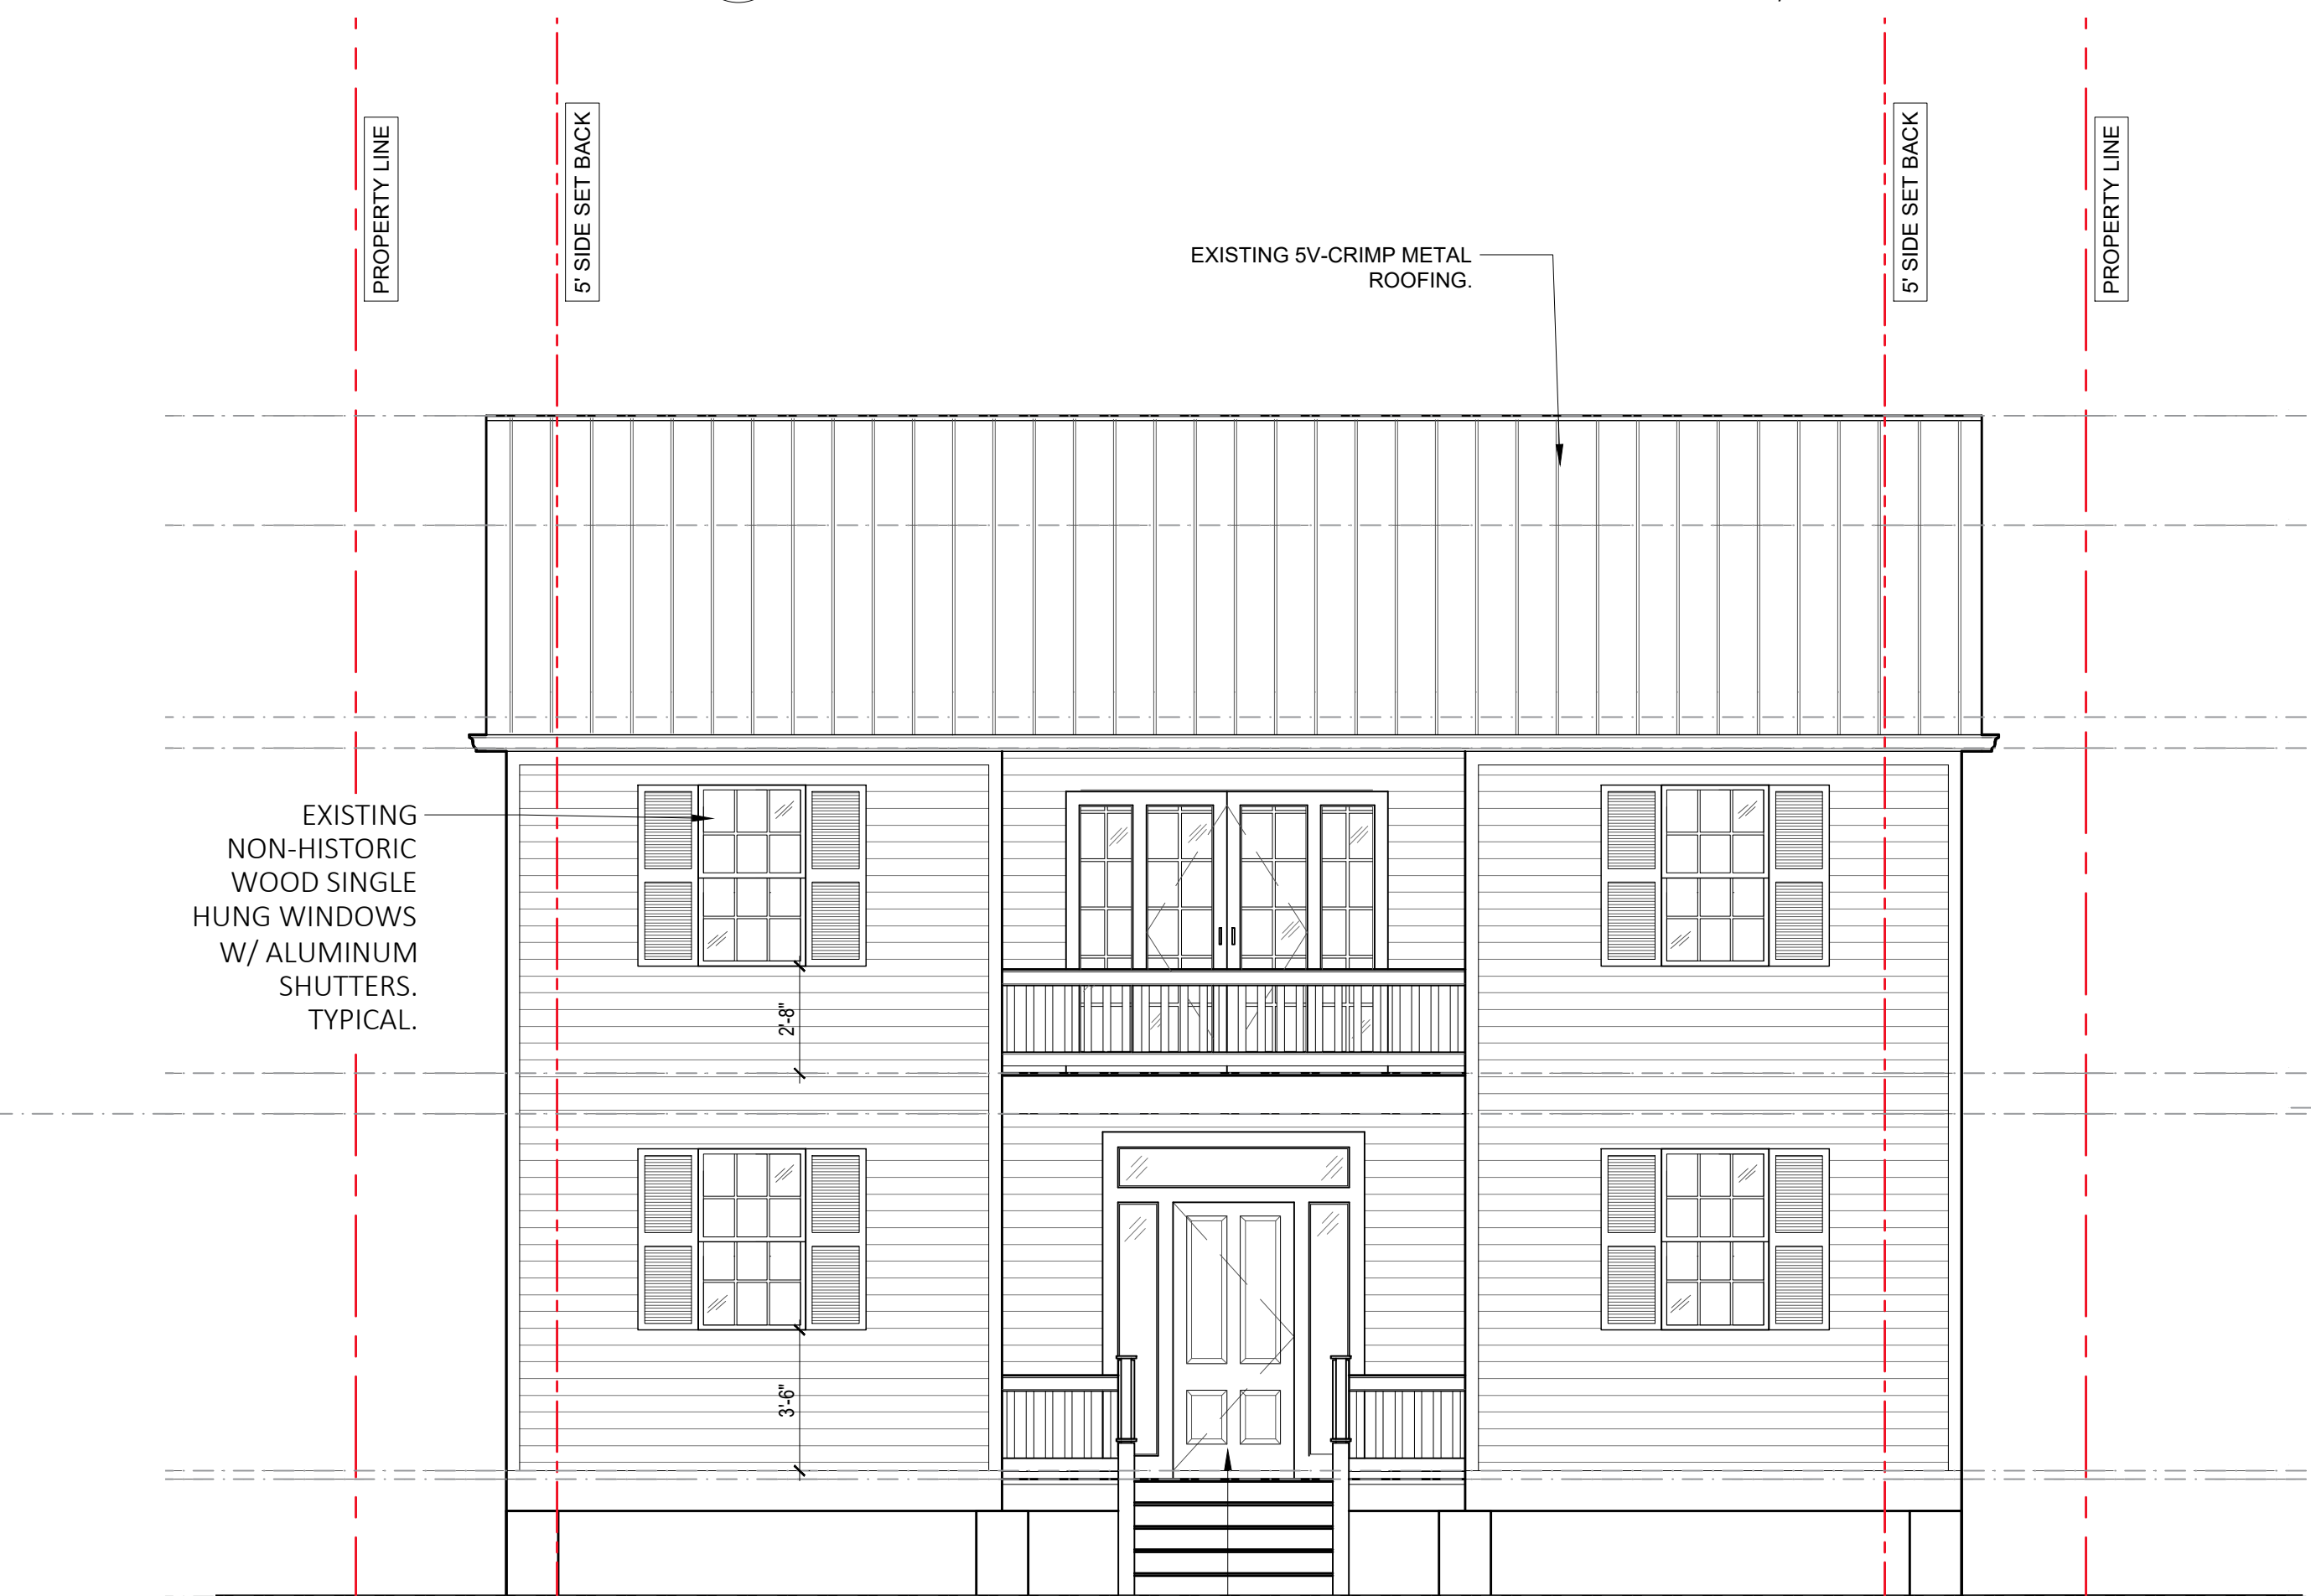 PROPERTY LINE
5' SIDE SET BACK
5' SIDE SET BACK
PROPERTY LINE
EXISTING 5V-CRIMP METAL
ROOFING.
EXISTING
NON-HISTORIC
WOOD SINGLE
HUNG WINDOWS
W/ ALUMINUM
SHUTTERS.
TYPICAL.
2'-8"
3'-6"